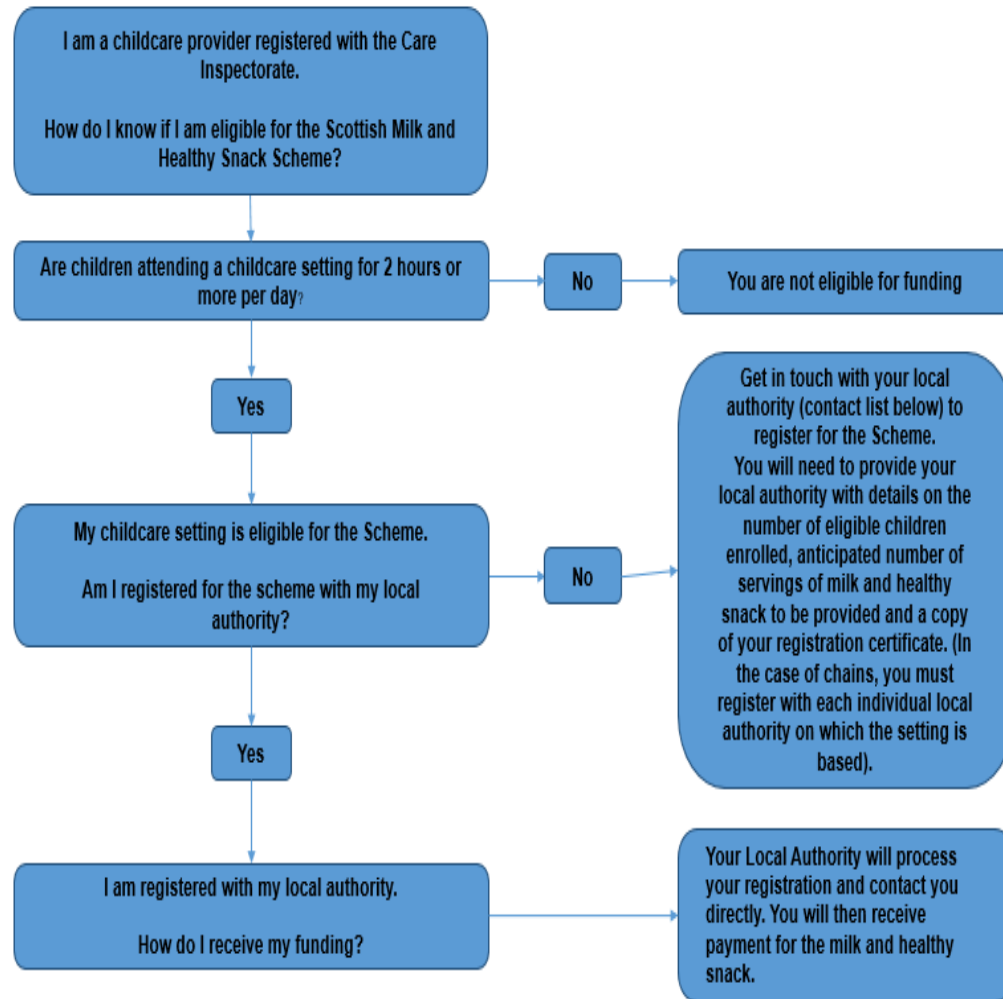 I am a childcare provider registered with the Care
Inspectorate.
How do I know if I am eligible for the Scottish Milk and
Healthy Snack Scheme?
Are children attending a childcare setting for 2 hours or
more per day?
No
You are not eligible for funding
Yes
My childcare setting is eligible for the Scheme.
Am I registered for the scheme with my local
authority?
No
Get in touch with your local
authority (contact list below) to
register for the Scheme.
You will need to provide your
local authority with details on the
number of eligible children
enrolled, anticipated number of
servings of milk and healthy
snack to be provided and a copy
of your registration certificate. (In
the case of chains, you must
register with each individual local
authority on which the setting is
based).
Yes
I am registered with my local authority.
How do I receive my funding?
Your Local Authority will process
your registration and contact you
directly. You will then receive
payment for the milk and healthy
snack.